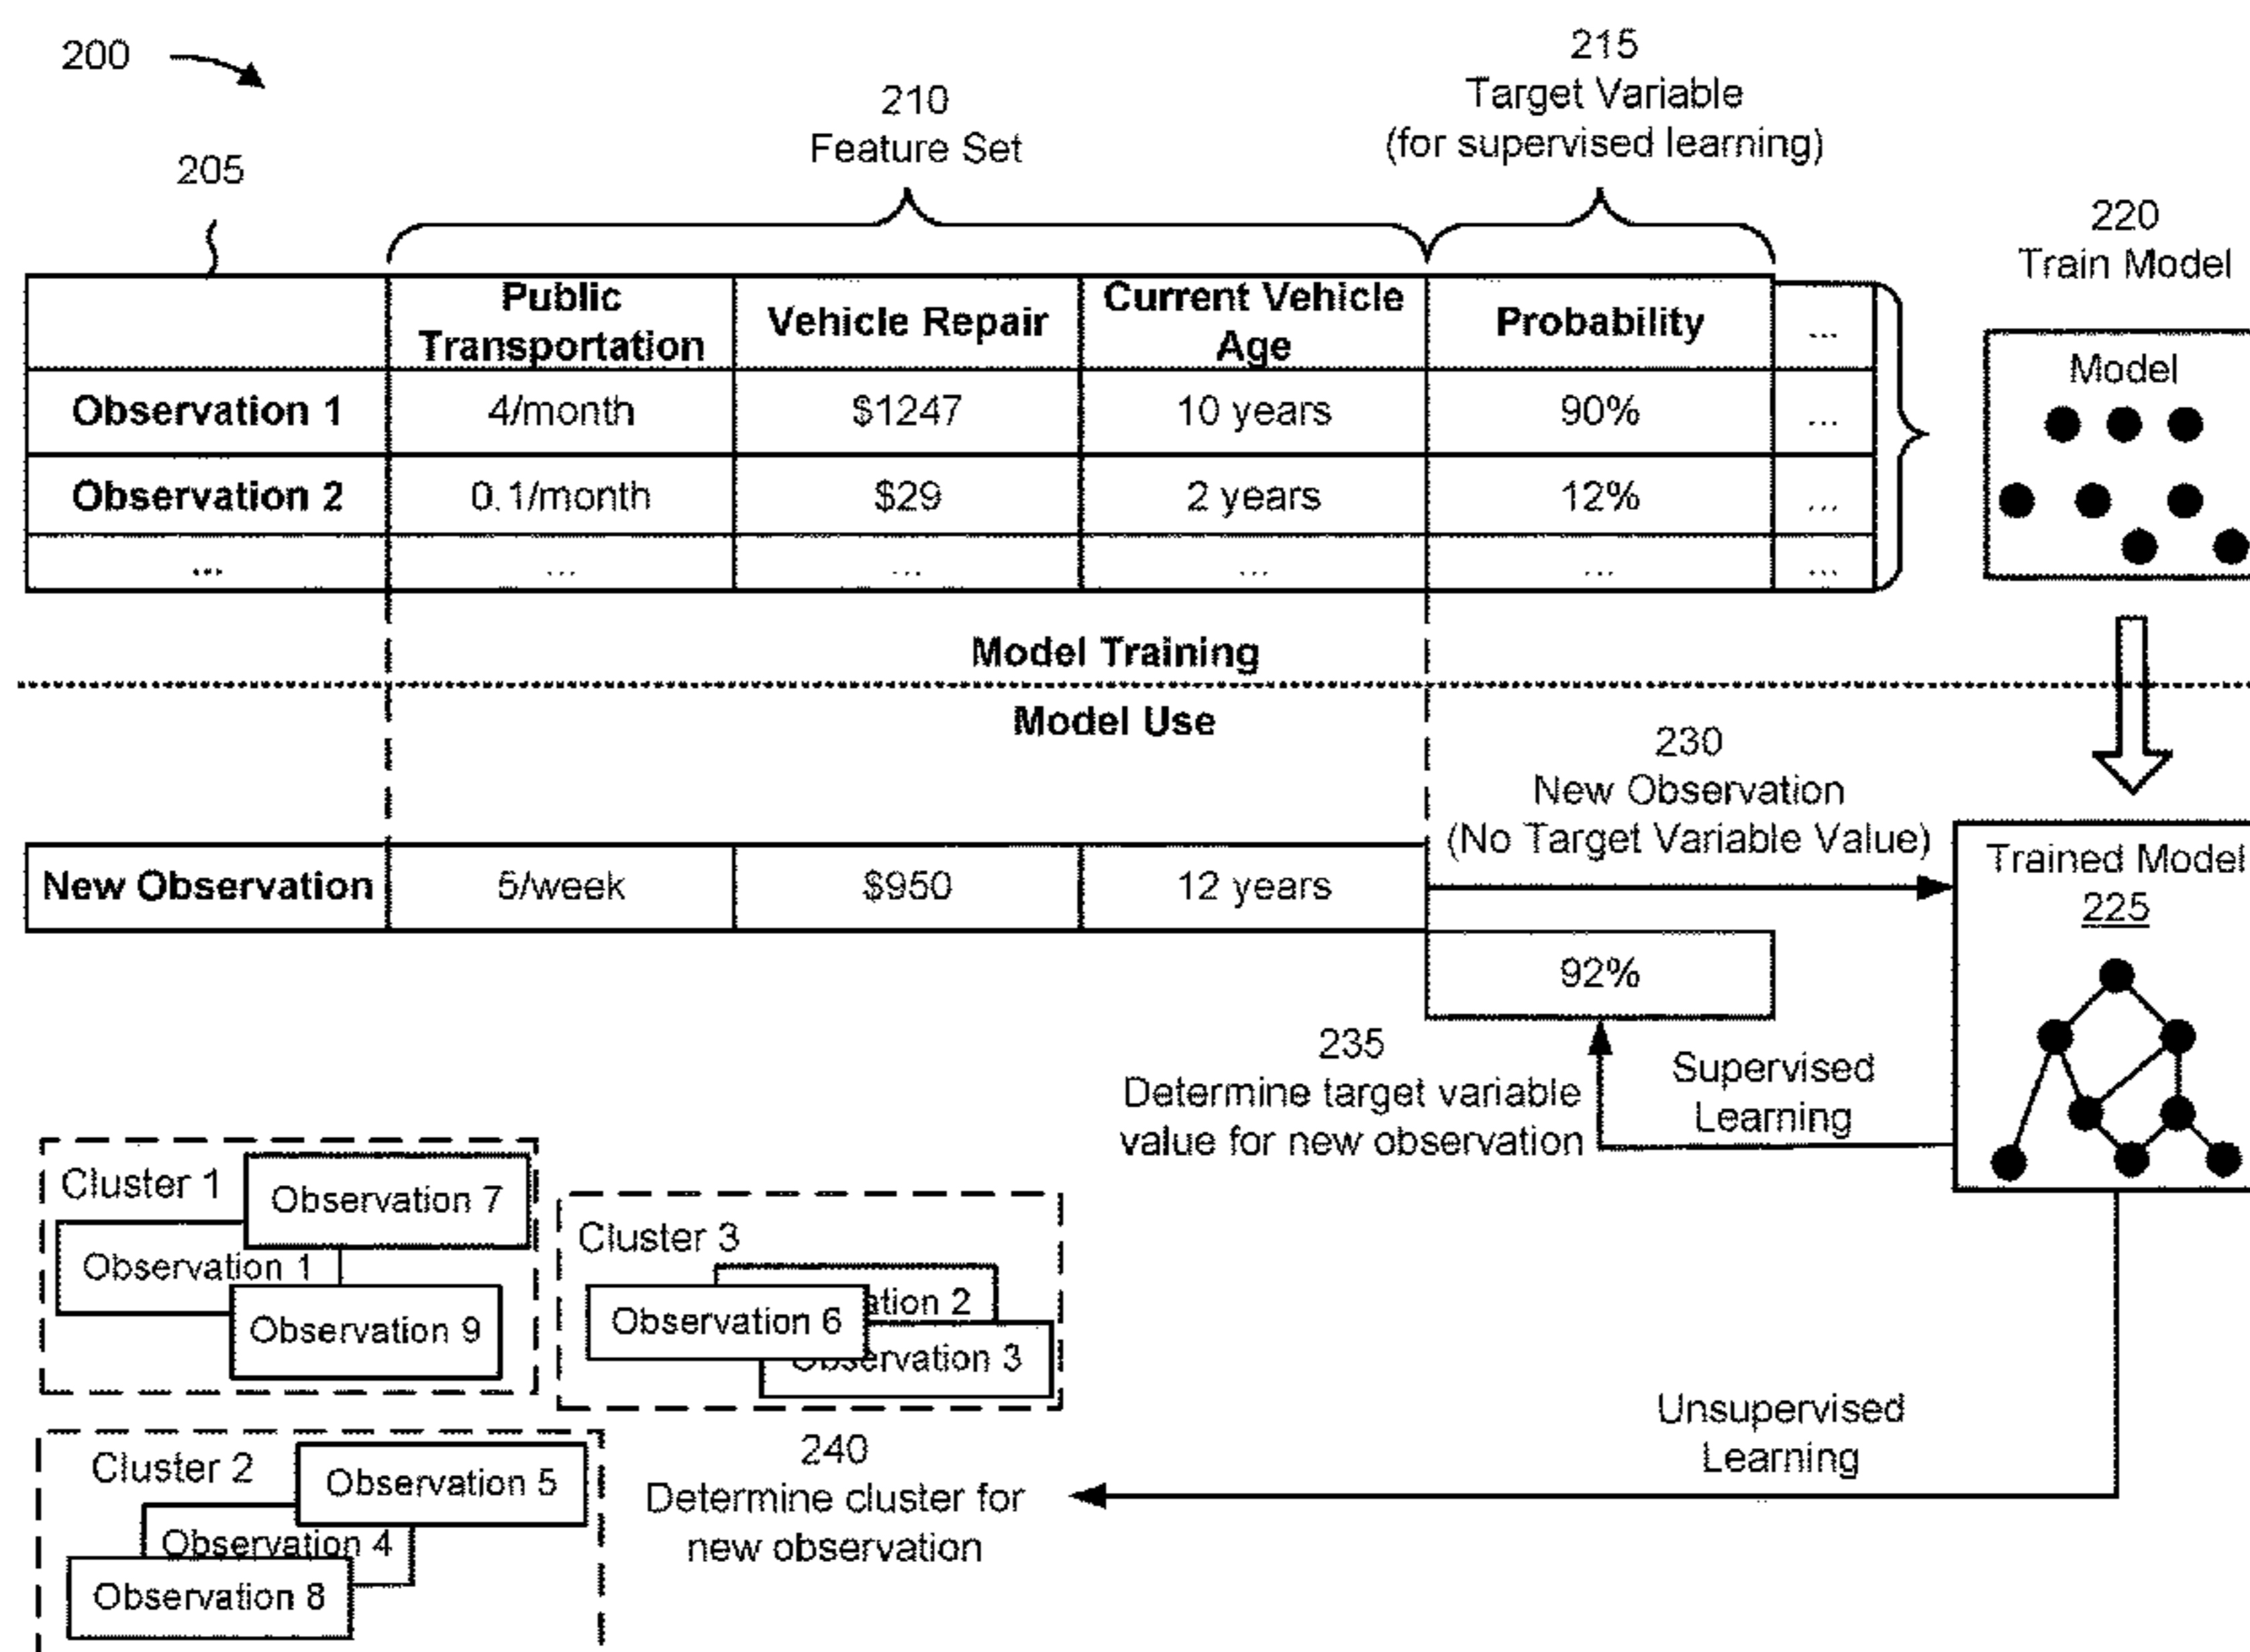 200
215
Target Variable
(for supervised learning)
210
Feature Set
205
220
Train Model
Public Transportation Vehicle Repair Current Vehicle Age Probability ...
Observation 1 4/month $1247 10 years 90% ...
Observation 2 0.1/month $29 2 years 12% ...
... ... ... ... ... ...
Model
Model Training
Model Use
230
New Observation
(No Target Variable Value)
New Observation 5/week $950 12 years
Trained Model
225
92%
235
Determine target variable
value for new observation
Supervised
Learning
Cluster 1
Observation 7
Observation 1
Observation 9
Cluster 3
ation 2
Observation 6
Observation 3
Unsupervised
Learning
Cluster 2
Observation 5
Observation 4
Observation 8
240
Determine cluster for
new observation